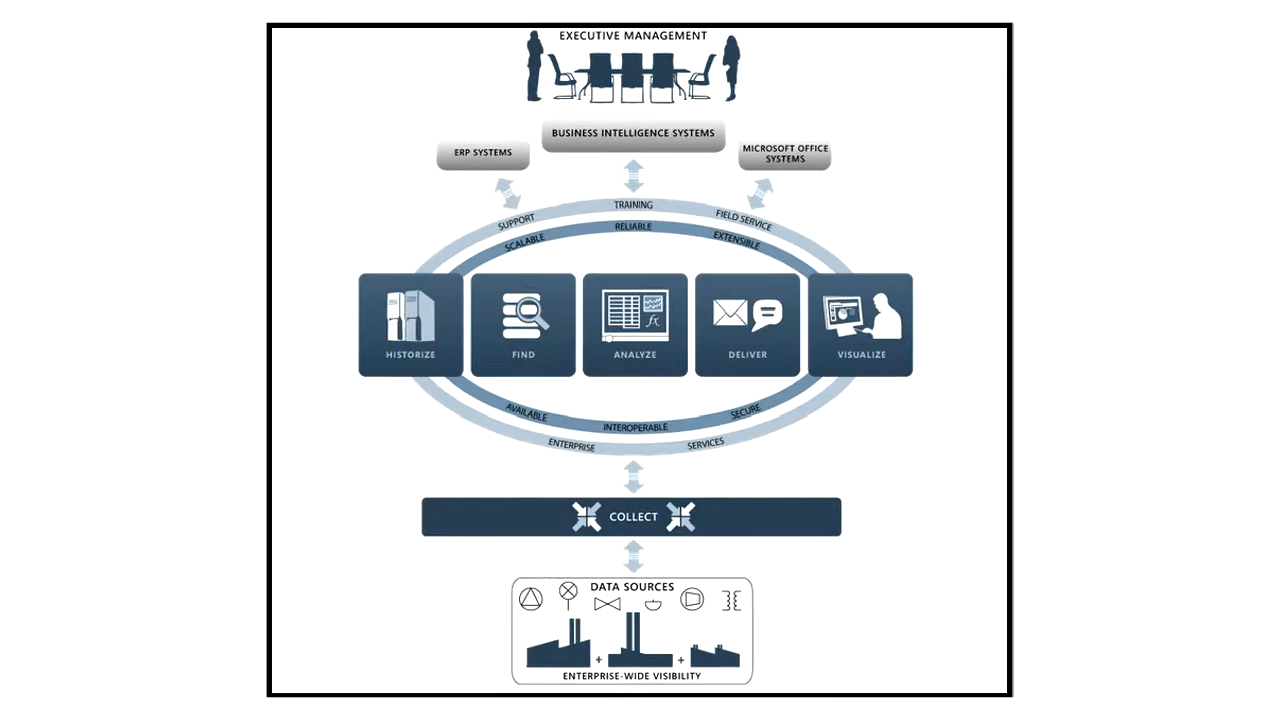 EXECUTIVE MANAGEMENT
BUSINESS INTELLIGENCE SYSTEMS
ERP SYSTEMS
MICROSOFT OFFICE
SYSTEMS
SUPPORT
TRAINING
FIELD SERVICE
SCALABLE
RELIABLE
EXTENSIBLE
HISTORIZE
FIND
fx
ANALYZE
DELIVER
VISUALIZE
AVAILABLE
INTEROPERABLE
SECURE
ENTERPRISE
SERVICES
COLLECT
DATA SOURCES
+ +
ENTERPRISE-WIDE VISIBILITY